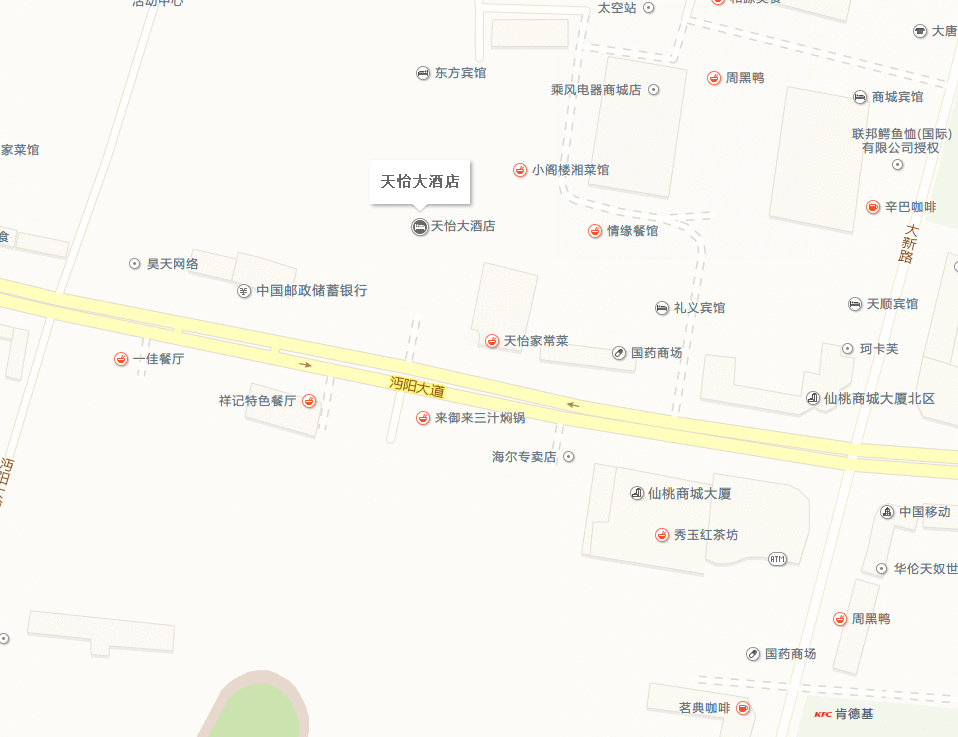 活动中心
太空站
大唐
东方宾馆
周黑鸭
乘风电器商城店
商城宾馆
联邦鳄鱼恤(国际)
有限公司授权
家菜馆
小阁楼湘菜馆
天怡大酒店
天怡大酒店
辛巴咖啡
情缘餐馆
大新路
食
昊天网络
中国邮政储蓄银行
礼义宾馆
天顺宾馆
天怡家常菜
国药商场
珂卡芙
一佳餐厅
沔阳大道
祥记特色餐厅
仙桃商城大厦北区
来御来三汁焖锅
海尔专卖店
仙桃商城大厦
中国移动
秀玉红茶坊
ATM
华伦天奴世
周黑鸭
国药商场
茗典咖啡
KFC 肯德基